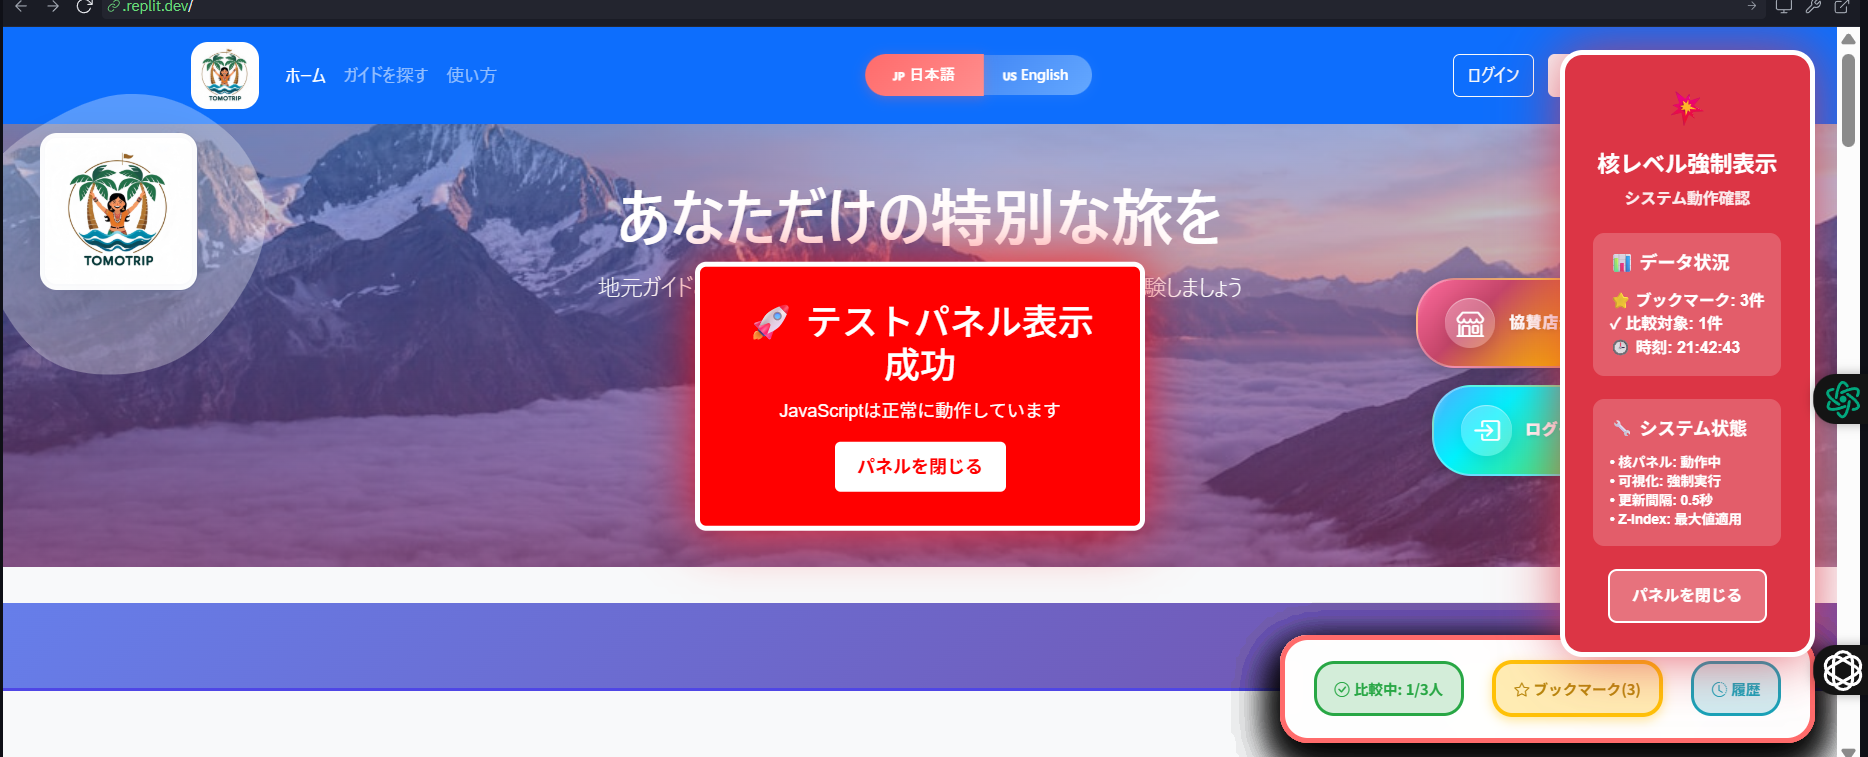 .replit.dev/
TOMOTRIP
ホーム ガイドを探す 使い方
JP 日本語
US English
ログイン
TOMOTRIP
あなただけの特別な旅を
地元ガイド
験しましょう
🚀 テストパネル表示
成功
JavaScriptは正常に動作しています
パネルを閉じる
協賛店
ログ
核レベル強制表示
システム動作確認
📊 データ状況
⭐ ブックマーク: 3件
✓ 比較対象: 1件
🕒 時刻: 21:42:43
🔧 システム状態
• 核パネル: 動作中
• 可視化: 強制実行
• 更新間隔: 0.5秒
• Z-Index: 最大値適用
パネルを閉じる
比較中: 1/3人
ブックマーク(3)
履歴